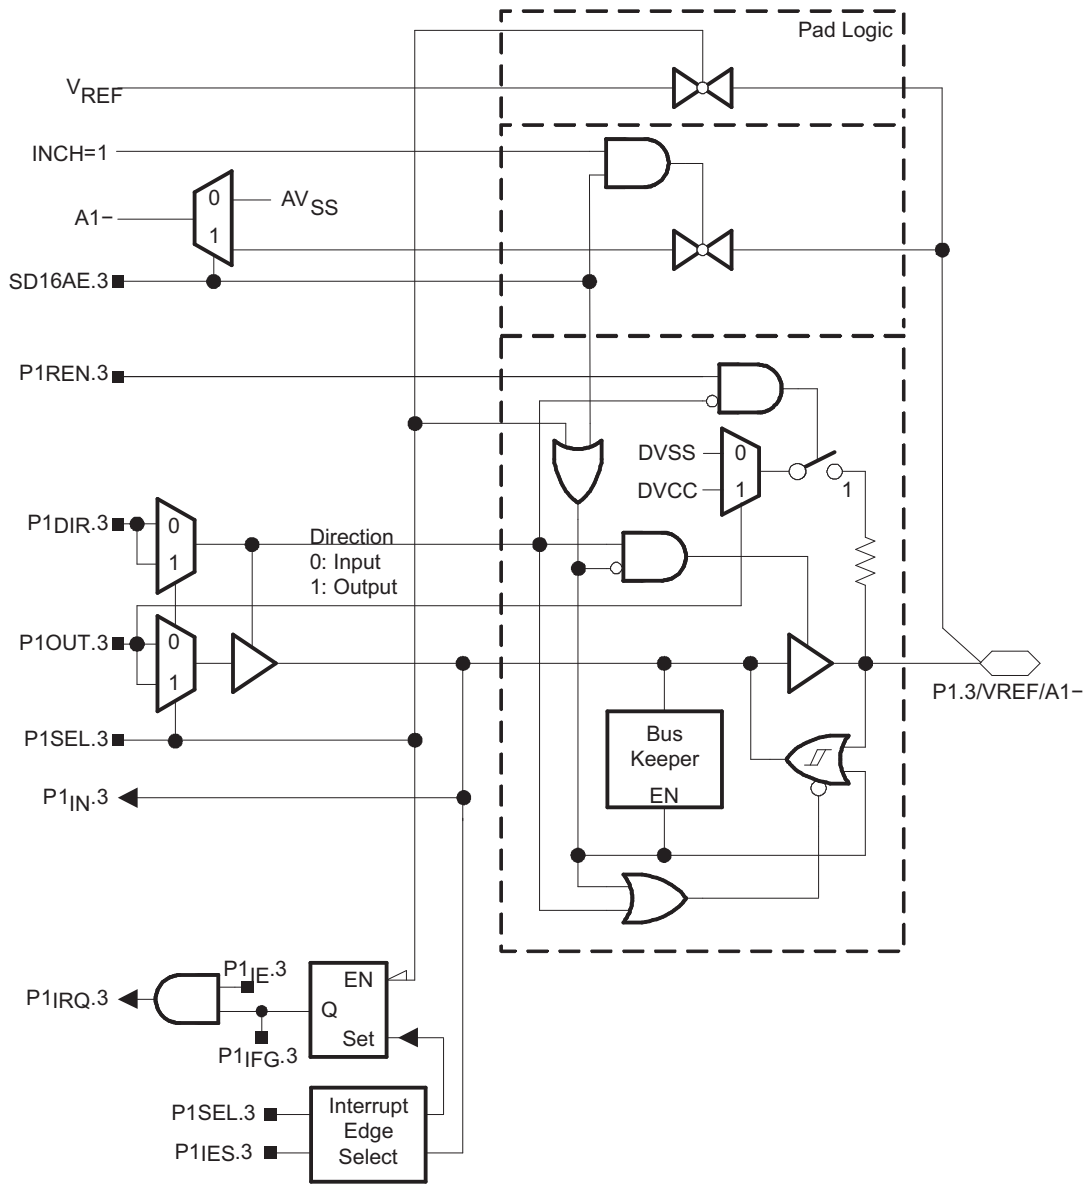 Pad Logic
VREF
INCH=1
0
AVSS
A1−
1
SD16AE.3
P1REN.3
DVSS
0
DVCC
1
1
P1DIR.3
0
1
Direction
0: Input
1: Output
P1OUT.3
0
1
P1.3/VREF/A1−
P1SEL.3
Bus
Keeper
EN
P1IN.3
P1IE.3
EN
P1IRQ.3
Q
Set
P1IFG.3
P1SEL.3
P1IES.3
Interrupt
Edge
Select